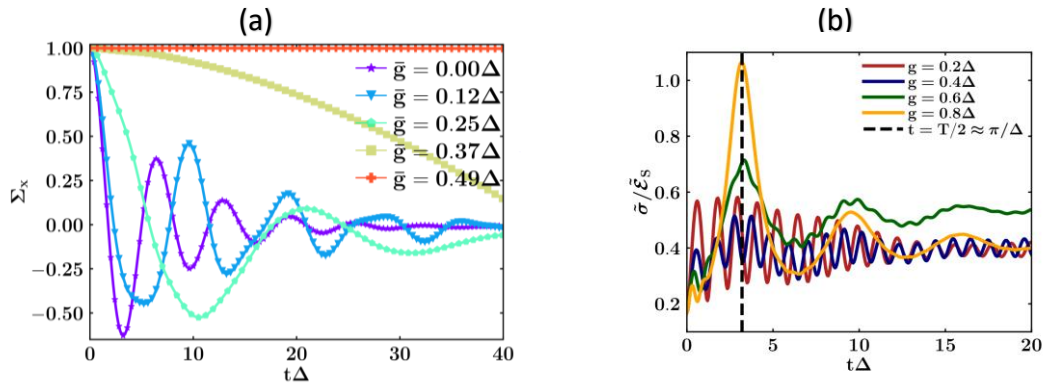 (a)
1.00
0.75
0.50
0.25
0.00
−0.25
−0.50
Σx
0
10
20
30
40
tΔ
ḡ = 0.00Δ
ḡ = 0.12Δ
ḡ = 0.25Δ
ḡ = 0.37Δ
ḡ = 0.49Δ
(b)
1.0
0.8
0.6
0.4
0.2
σ̃/ℰ̃s
0
5
10
15
20
tΔ
g = 0.2Δ
g = 0.4Δ
g = 0.6Δ
g = 0.8Δ
t = T/2 ≈ π/Δ